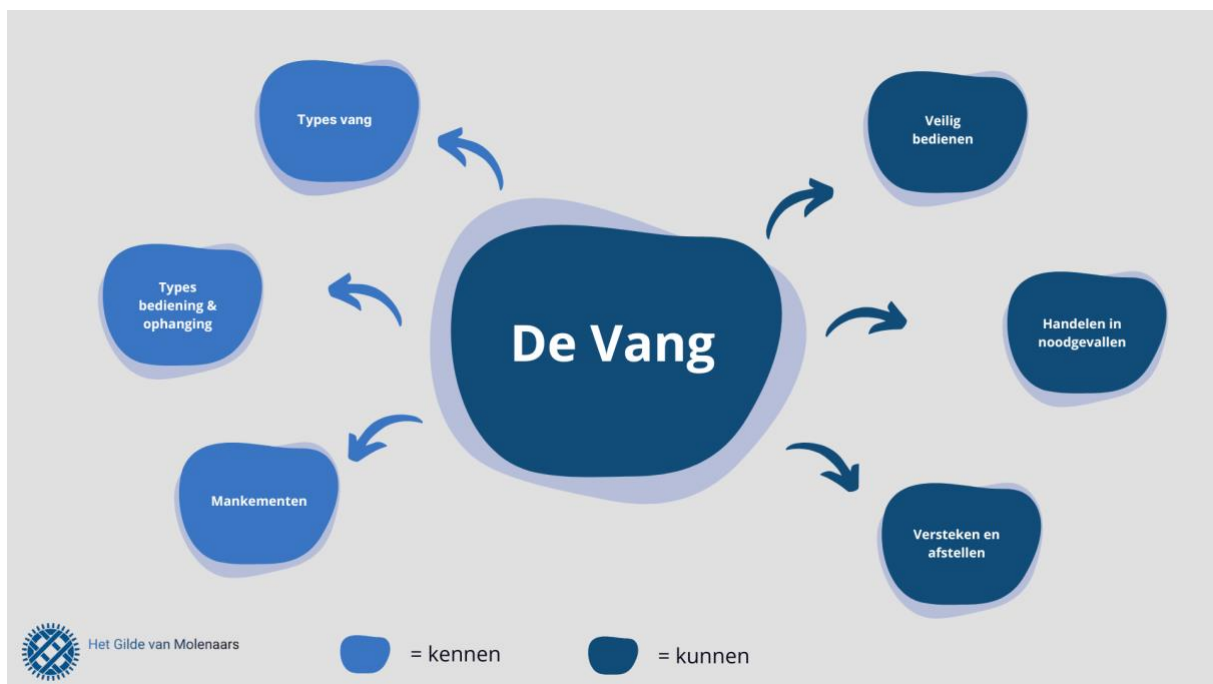 Types vang
Types
bediening &
ophanging
Mankementen
De Vang
Veilig
bedienen
Handelen in
noodgevallen
Versteken en
afstellen
Het Gilde van Molenaars
= kennen
= kunnen